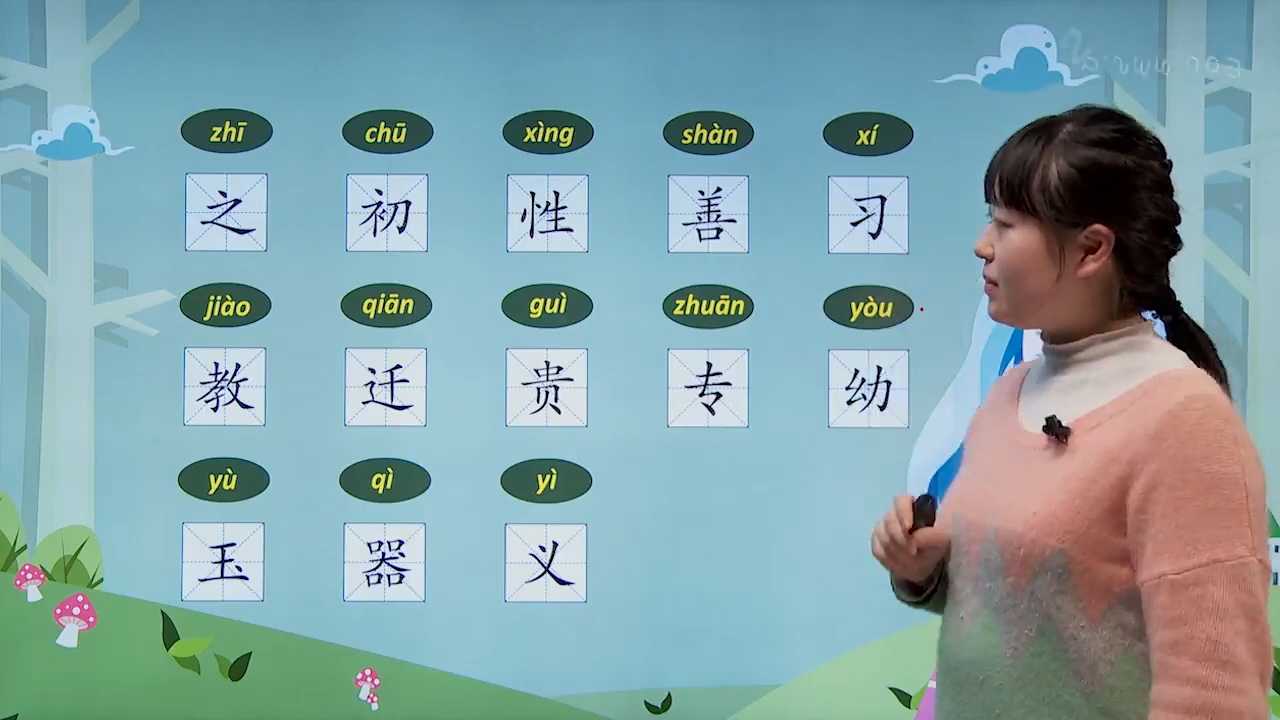 zhī chū xìng shàn xí
之 初 性 善 习
jiào qiān guì zhuān yòu
教 迁 贵 专 幼
yù qì yì
玉 器 义